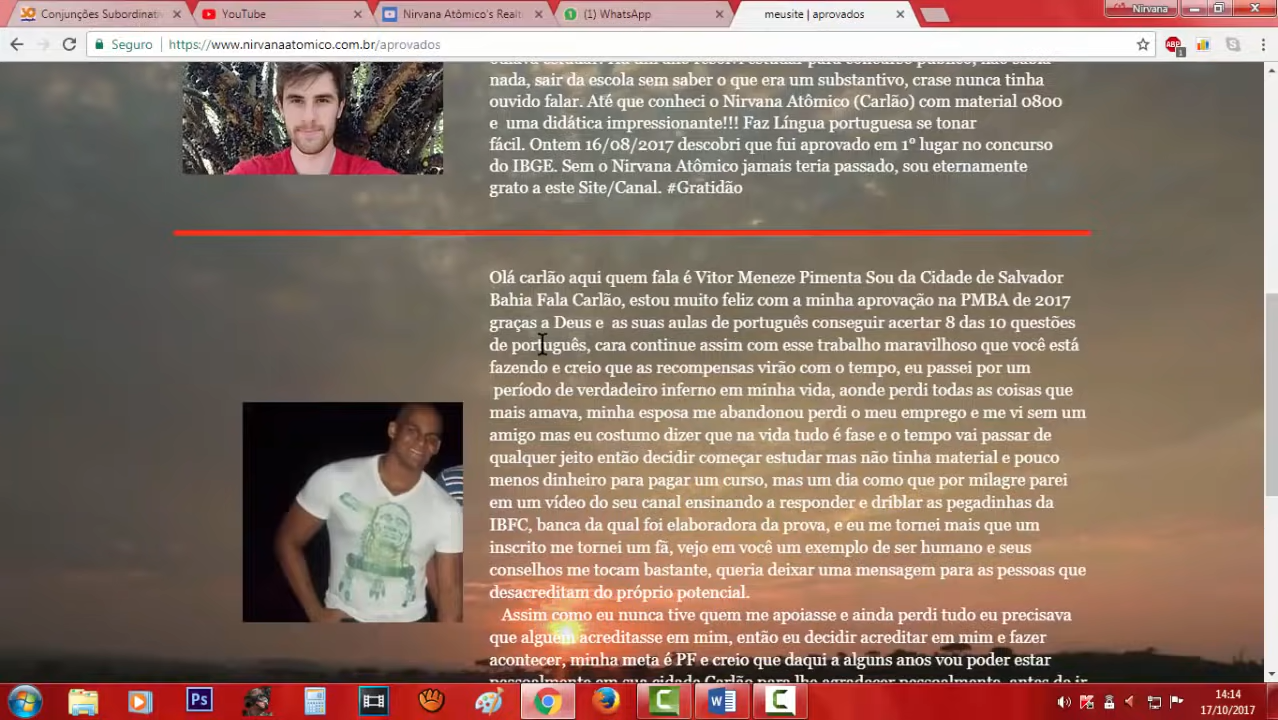 Conjunções Subordinativ
YouTube
Nirvana Atômico's Realt
(1) WhatsApp
meusite | aprovados
Nirvana
Seguro
https://www.nirvanaatomico.com.br/aprovados
ABP
1
nada, sair da escola sem saber o que era um substantivo, crase nunca tinha
ouvido falar. Até que conheci o Nirvana Atômico (Carlão) com material 0800
e uma didática impressionante!!! Faz Língua portuguesa se tonar
fácil. Ontem 16/08/2017 descobri que fui aprovado em 1° lugar no concurso
do IBGE. Sem o Nirvana Atômico jamais teria passado, sou eternamente
grato a este Site/Canal. #Gratidão
Olá carlão aqui quem fala é Vitor Meneze Pimenta Sou da Cidade de Salvador
Bahia Fala Carlão, estou muito feliz com a minha aprovação na PMBA de 2017
graças a Deus e as suas aulas de português conseguir acertar 8 das 10 questões
de português, cara continue assim com esse trabalho maravilhoso que você está
fazendo e creio que as recompensas virão com o tempo, eu passei por um
período de verdadeiro inferno em minha vida, aonde perdi todas as coisas que
mais amava, minha esposa me abandonou perdi o meu emprego e me vi sem um
amigo mas eu costumo dizer que na vida tudo é fase e o tempo vai passar de
qualquer jeito então decidir começar estudar mas não tinha material e pouco
menos dinheiro para pagar um curso, mas um dia como que por milagre parei
em um vídeo do seu canal ensinando a responder e driblar as pegadinhas da
IBFC, banca da qual foi elaboradora da prova, e eu me tornei mais que um
inscrito me tornei um fã, vejo em você um exemplo de ser humano e seus
conselhos me tocam bastante, queria deixar uma mensagem para as pessoas que
desacreditam do próprio potencial.
Assim como eu nunca tive quem me apoiasse e ainda perdi tudo eu precisava
que alguém acreditasse em mim, então eu decidir acreditar em mim e fazer
acontecer, minha meta é PF e creio que daqui a alguns anos vou poder estar
Ps
14:14
17/10/2017